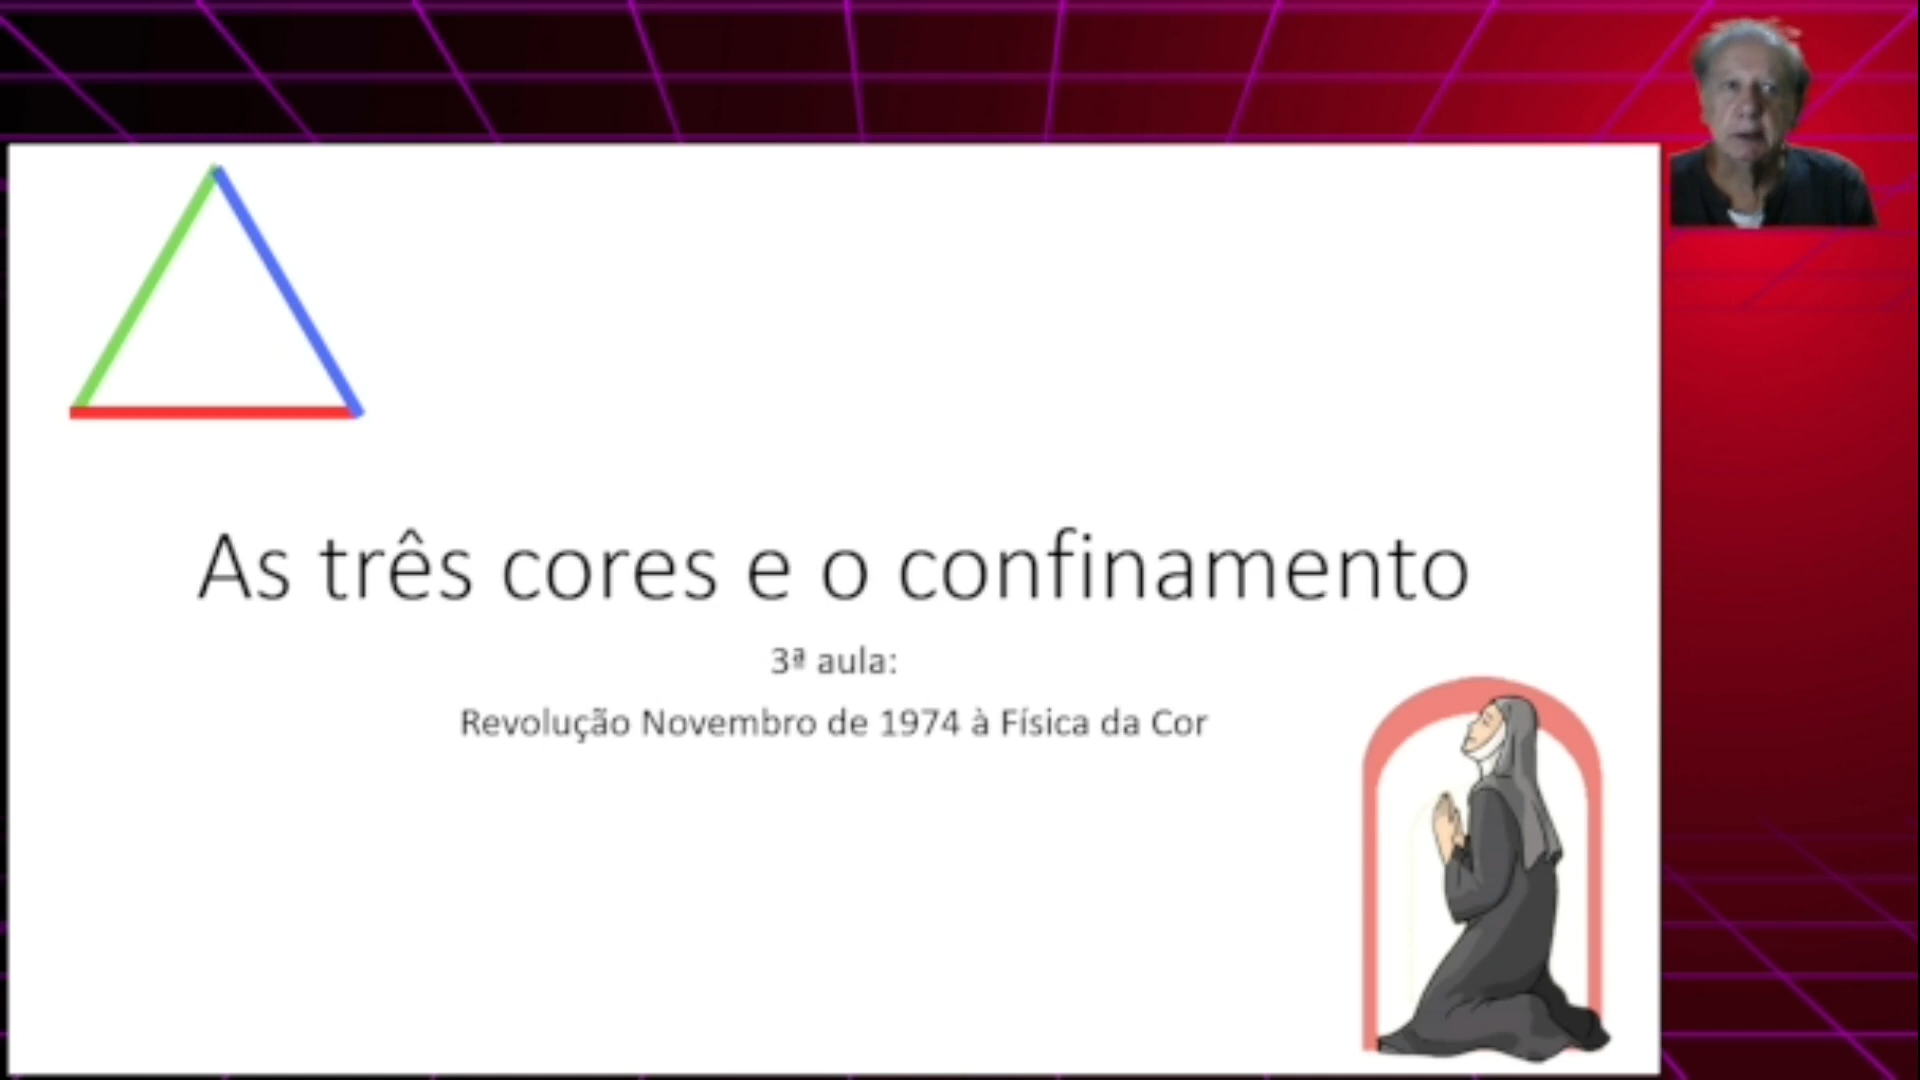 As três cores e o confinamento
3ª aula:
Revolução Novembro de 1974 à Física da Cor